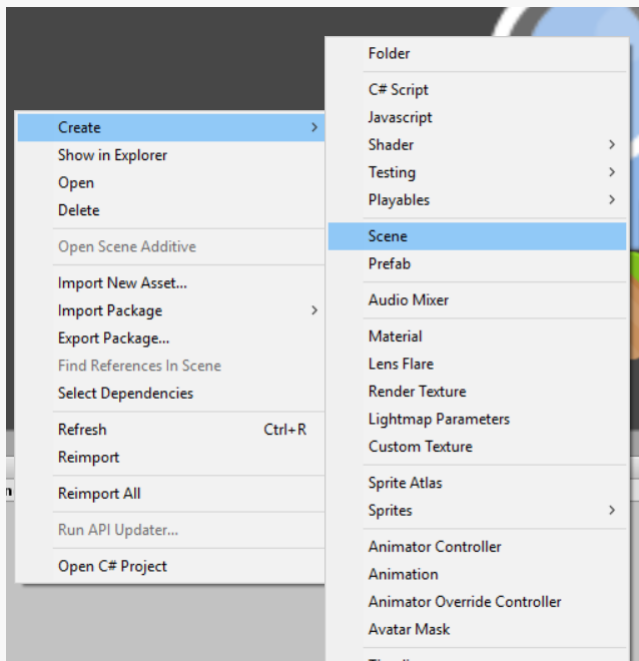 Create
Show in Explorer
Open
Delete
Open Scene Additive
Import New Asset...
Import Package
Export Package...
Find References In Scene
Select Dependencies
Refresh Ctrl+R
Reimport
Reimport All
Run API Updater...
Open C# Project
Folder
C# Script
Javascript
Shader
Testing
Playables
Scene
Prefab
Audio Mixer
Material
Lens Flare
Render Texture
Lightmap Parameters
Custom Texture
Sprite Atlas
Sprites
Animator Controller
Animation
Animator Override Controller
Avatar Mask